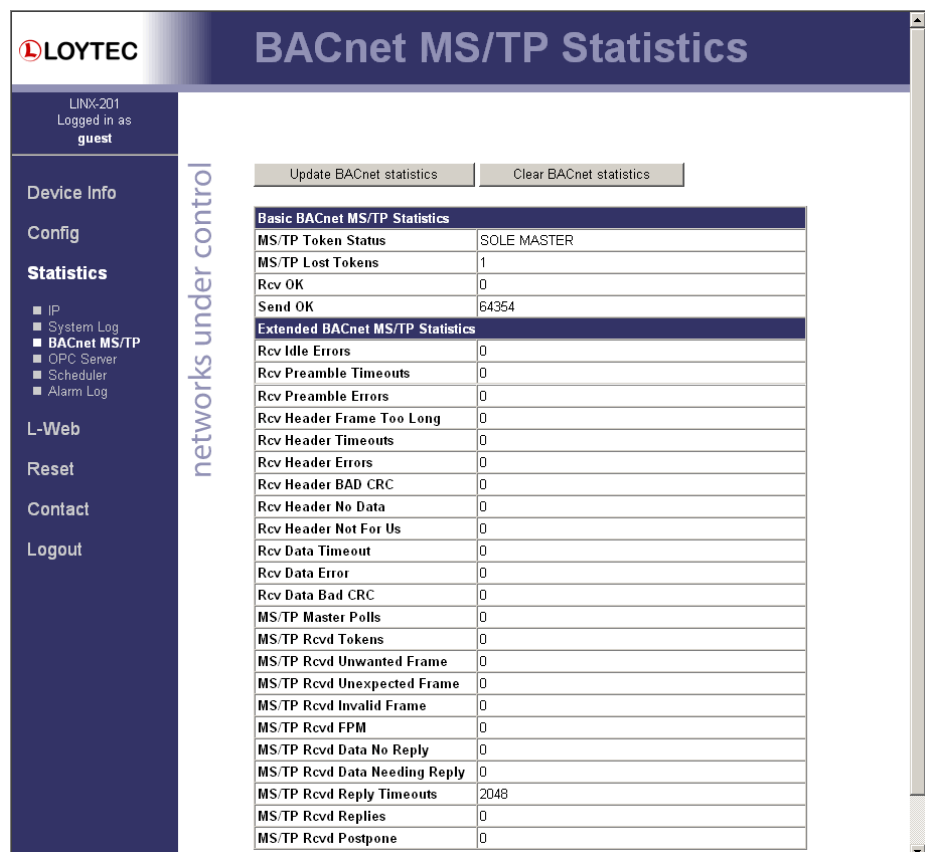 LOYTEC
BACnet MS/TP Statistics
LINX-201
Logged in as
guest
Device Info
Config
Statistics
IP
System Log
BACnet MS/TP
OPC Server
Scheduler
Alarm Log
L-Web
Reset
Contact
Logout
networks under control
Update BACnet statistics Clear BACnet statistics
Basic BACnet MS/TP Statistics
MS/TP Token Status SOLE MASTER
MS/TP Lost Tokens 1
Rcv OK 0
Send OK 64354
Extended BACnet MS/TP Statistics
Rcv Idle Errors 0
Rcv Preamble Timeouts 0
Rcv Preamble Errors 0
Rcv Header Frame Too Long 0
Rcv Header Timeouts 0
Rcv Header Errors 0
Rcv Header BAD CRC 0
Rcv Header No Data 0
Rcv Header Not For Us 0
Rcv Data Timeout 0
Rcv Data Error 0
Rcv Data Bad CRC 0
MS/TP Master Polls 0
MS/TP Rcvd Tokens 0
MS/TP Rcvd Unwanted Frame 0
MS/TP Rcvd Unexpected Frame 0
MS/TP Rcvd Invalid Frame 0
MS/TP Rcvd FPM 0
MS/TP Rcvd Data No Reply 0
MS/TP Rcvd Data Needing Reply 0
MS/TP Rcvd Reply Timeouts 2048
MS/TP Rcvd Replies 0
MS/TP Rcvd Postpone 0